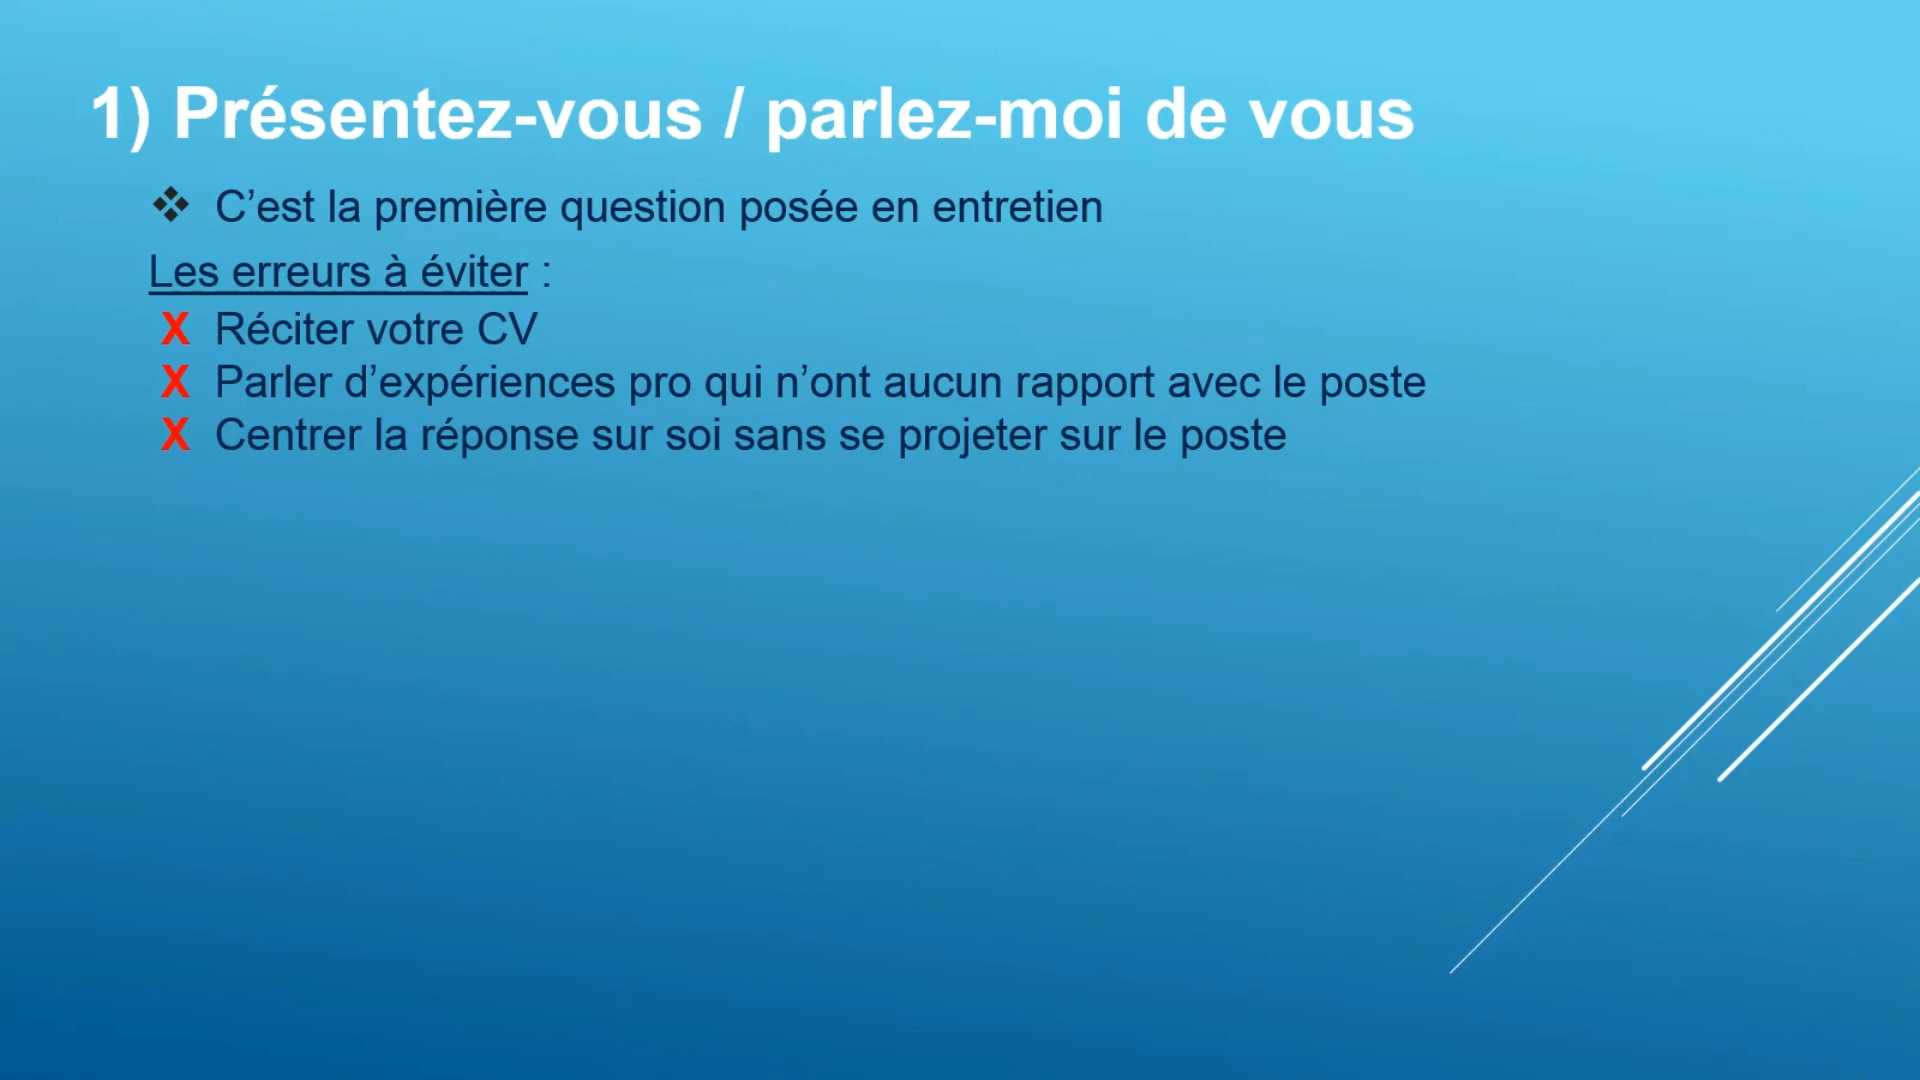 1) Présentez-vous / parlez-moi de vous
❖ C’est la première question posée en entretien
Les erreurs à éviter :
X Réciter votre CV
X Parler d’expériences pro qui n’ont aucun rapport avec le poste
X Centrer la réponse sur soi sans se projeter sur le poste